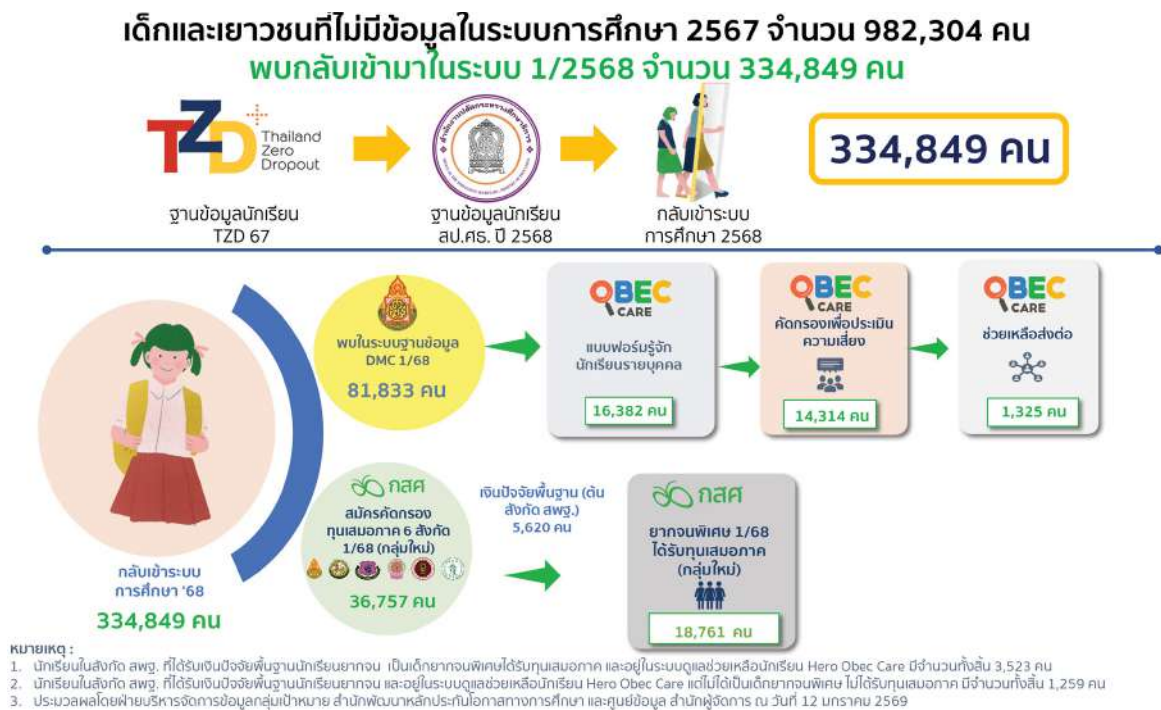 เด็กและเยาวชนที่ไม่มีข้อมูลในระบบการศึกษา 2567 จำนวน 982,304 คน
พบกลับเข้ามาในระบบ 1/2568 จำนวน 334,849 คน
TZD
Thailand
Zero
Dropout
334,849 คน
ฐานข้อมูลนักเรียน
TZD 67
ฐานข้อมูลนักเรียน
สป.ศธ. ปี 2568
กลับเข้าระบบ
การศึกษา 2568
พบในระบบฐานข้อมูล
DMC 1/68
81,833 คน
OBEC
CARE
แบบฟอร์มรู้จัก
นักเรียนรายบุคคล
16,382 คน
OBEC
CARE
คัดกรองเพื่อประเมิน
ความเสี่ยง
14,314 คน
OBEC
CARE
ช่วยเหลือส่งต่อ
1,325 คน
กลับเข้าระบบ
การศึกษา '68
334,849 คน
กสศ
สมัครคัดกรอง
ทุนเสมอภาค 6 สังกัด
1/68 (กลุ่มใหม่)
36,757 คน
เงินปัจจัยพื้นฐาน (ต้น
สังกัด สพฐ.)
5,620 คน
กสศ
ยากจนพิเศษ 1/68
ได้รับทุนเสมอภาค
(กลุ่มใหม่)
18,761 คน
หมายเหตุ :
1. นักเรียนในสังกัด สพฐ. ที่ได้รับเงินปัจจัยพื้นฐานนักเรียนยากจน เป็นเด็กยากจนพิเศษได้รับทุนเสมอภาค และอยู่ในระบบดูแลช่วยเหลือนักเรียน Hero Obec Care มีจำนวนทั้งสิ้น 3,523 คน
2. นักเรียนในสังกัด สพฐ. ที่ได้รับเงินปัจจัยพื้นฐานนักเรียนยากจน และอยู่ในระบบดูแลช่วยเหลือนักเรียน Hero Obec Care แต่ไม่ได้เป็นเด็กยากจนพิเศษ ไม่ได้รับทุนเสมอภาค มีจำนวนทั้งสิ้น 1,259 คน
3. ประมวลผลโดยฝ่ายบริหารจัดการข้อมูลกลุ่มเป้าหมาย สำนักพัฒนาหลักประกันโอกาสทางการศึกษา และศูนย์ข้อมูล สำนักผู้จัดการ ณ วันที่ 12 มกราคม 2569